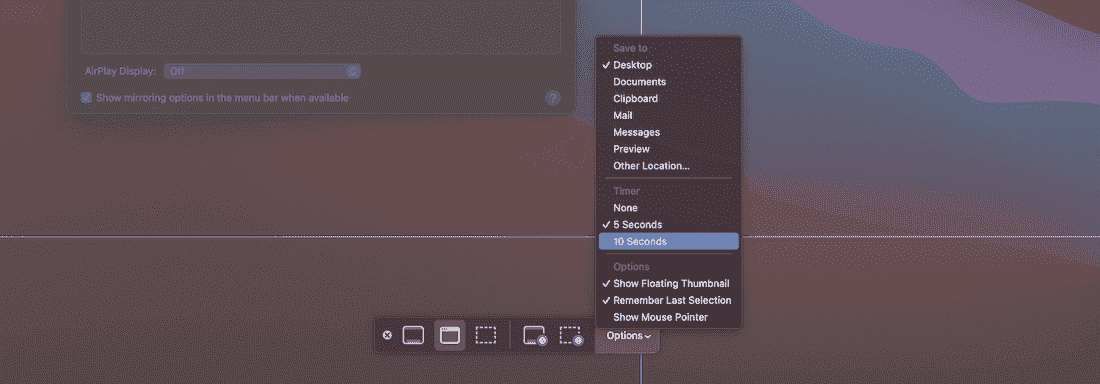 AirPlay Display: Off
Show mirroring options in the menu bar when available
?
Save to
Desktop
Documents
Clipboard
Mail
Messages
Preview
Other Location...
Timer
None
5 Seconds
10 Seconds
Options
Show Floating Thumbnail
Remember Last Selection
Show Mouse Pointer
Options